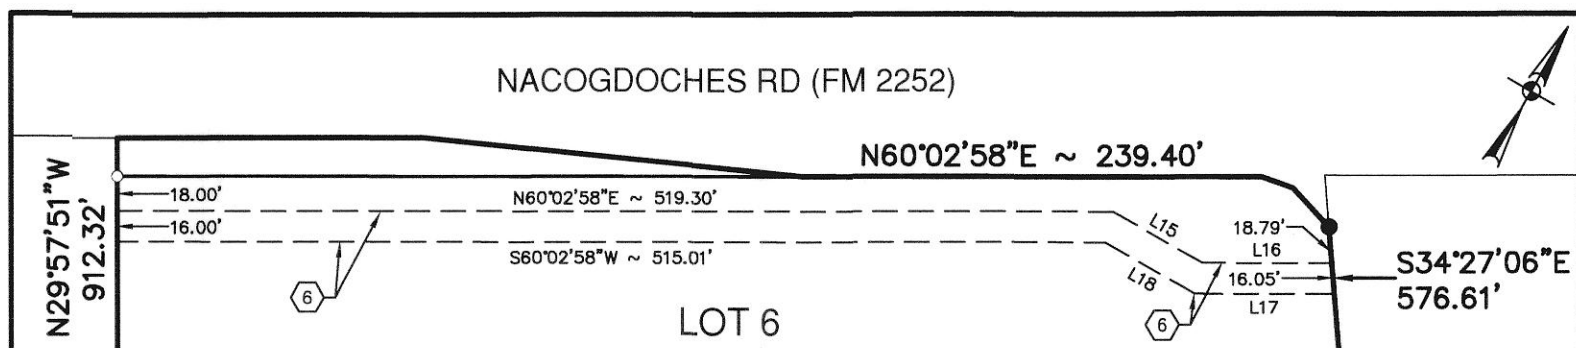 NACOGDOCHES RD (FM 2252)
N60°02'58"E ~ 239.40'
N29°57'51"W
912.32'
18.00'
N60°02'58"E ~ 519.30'
16.00'
S60°02'58"W ~ 515.01'
L15
18.79'
L16
16.05'
L18
L17
S34°27'06"E
576.61'
6
6
LOT 6